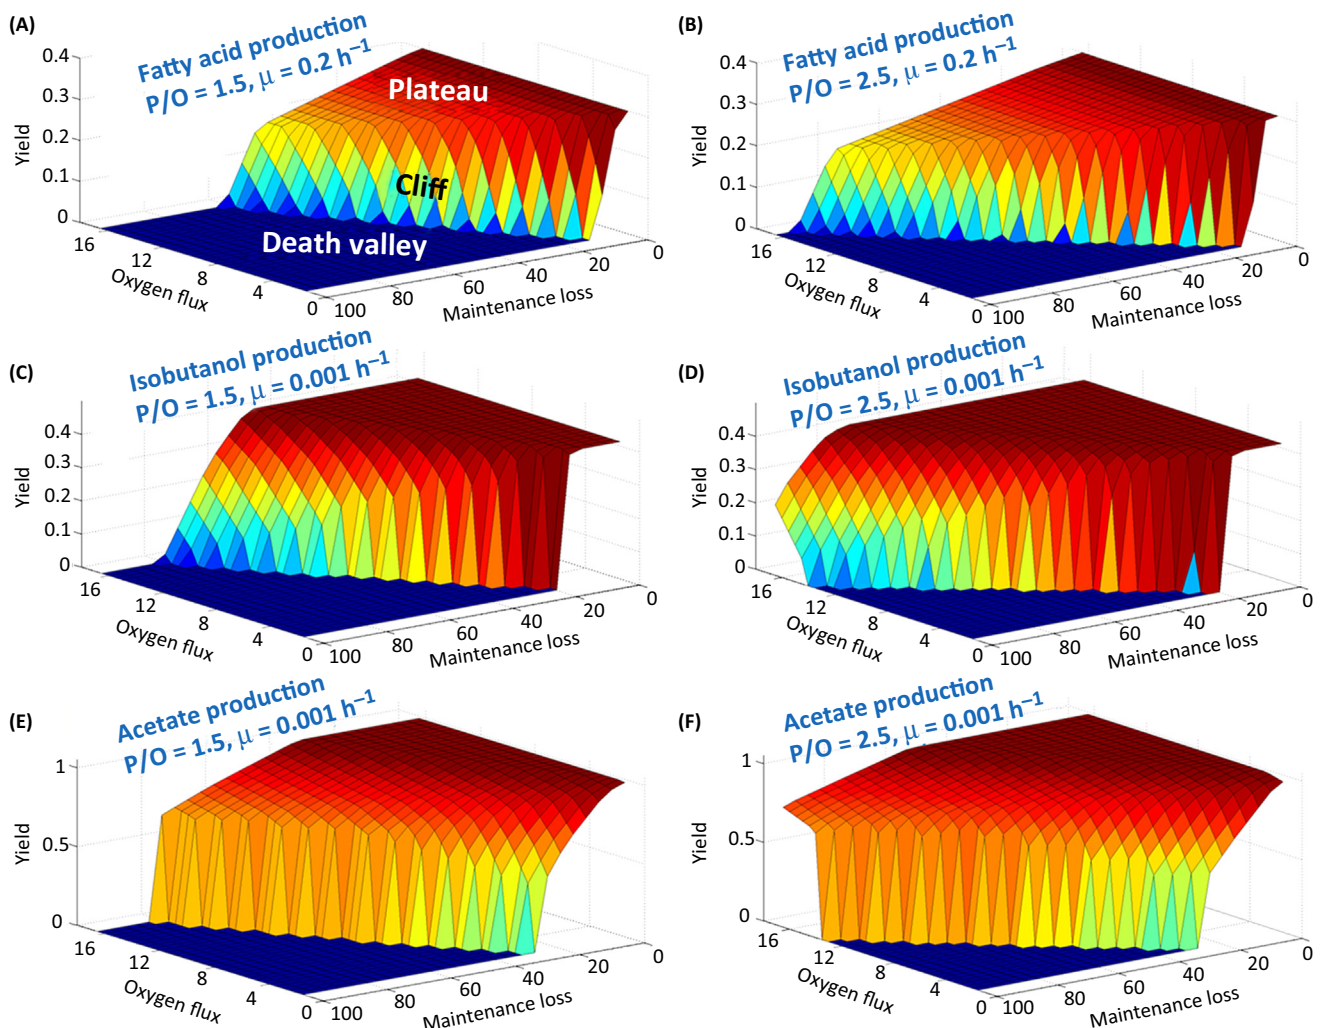 (A)
Fatty acid production
P/O = 1.5, μ = 0.2 h⁻¹
Plateau
Cliff
Death valley
0.4
0.3
0.2
0.1
0
Yield
16
12
8
4
0
Oxygen flux
100
80
60
40
20
0
Maintenance loss
(B)
Fatty acid production
P/O = 2.5, μ = 0.2 h⁻¹
0.4
0.3
0.2
0.1
0
Yield
16
12
8
4
0
Oxygen flux
100
80
60
40
20
0
Maintenance loss
(C)
Isobutanol production
P/O = 1.5, μ = 0.001 h⁻¹
0.4
0.3
0.2
0.1
0
Yield
16
12
8
4
0
Oxygen flux
100
80
60
40
20
0
Maintenance loss
(D)
Isobutanol production
P/O = 2.5, μ = 0.001 h⁻¹
0.4
0.3
0.2
0.1
0
Yield
16
12
8
4
0
Oxygen flux
100
80
60
40
20
0
Maintenance loss
(E)
Acetate production
P/O = 1.5, μ = 0.001 h⁻¹
1
0.5
0
Yield
16
12
8
4
0
Oxygen flux
100
80
60
40
20
0
Maintenance loss
(F)
Acetate production
P/O = 2.5, μ = 0.001 h⁻¹
1
0.5
0
Yield
16
12
8
4
0
Oxygen flux
100
80
60
40
20
0
Maintenance loss